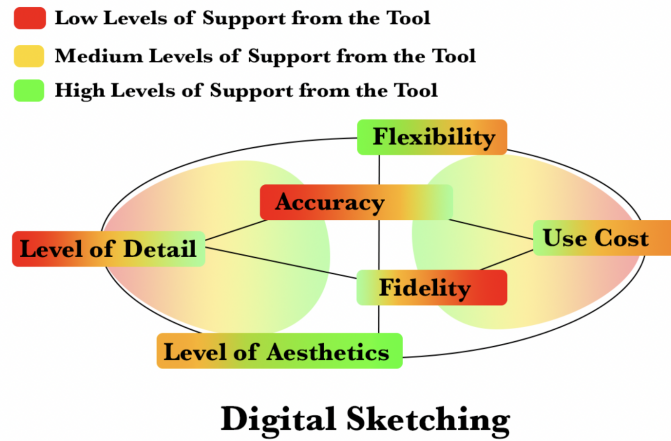 Low Levels of Support from the Tool
Medium Levels of Support from the Tool
High Levels of Support from the Tool
Flexibility
Accuracy
Level of Detail
Use Cost
Fidelity
Level of Aesthetics
Digital Sketching